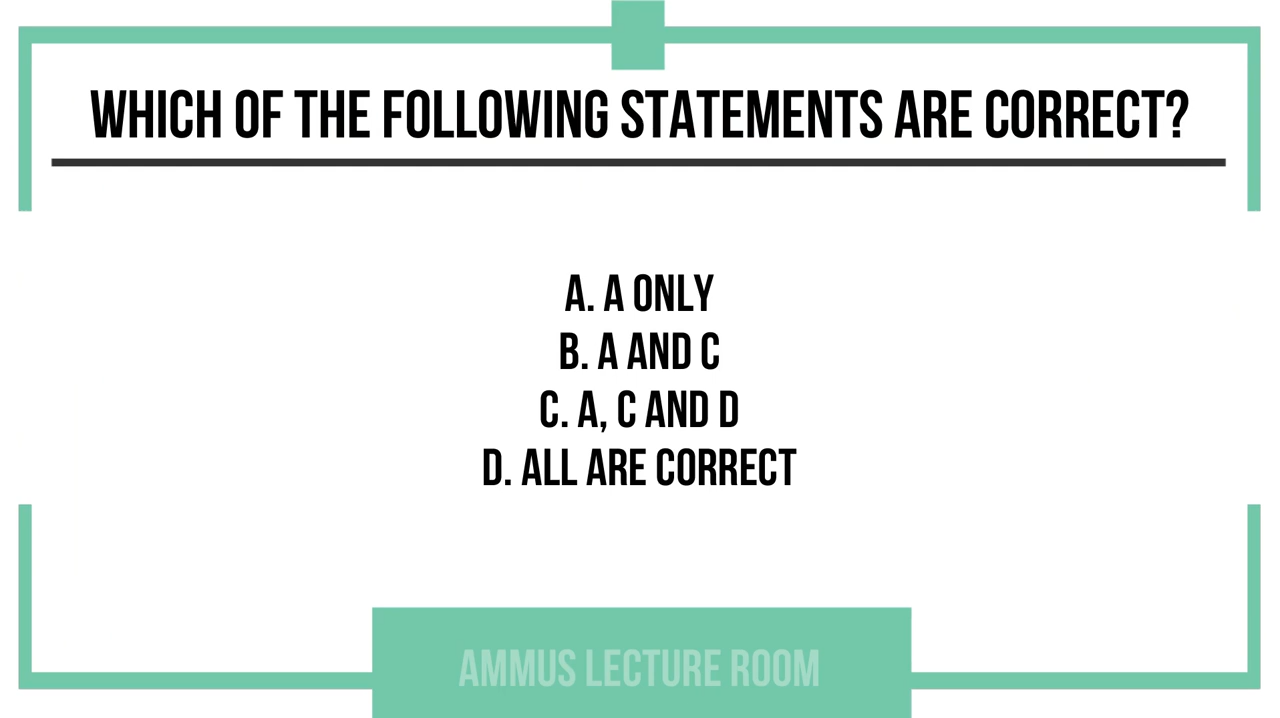 WHICH OF THE FOLLOWING STATEMENTS ARE CORRECT?
A. A ONLY
B. A AND C
C. A, C AND D
D. ALL ARE CORRECT
AMMUS LECTURE ROOM